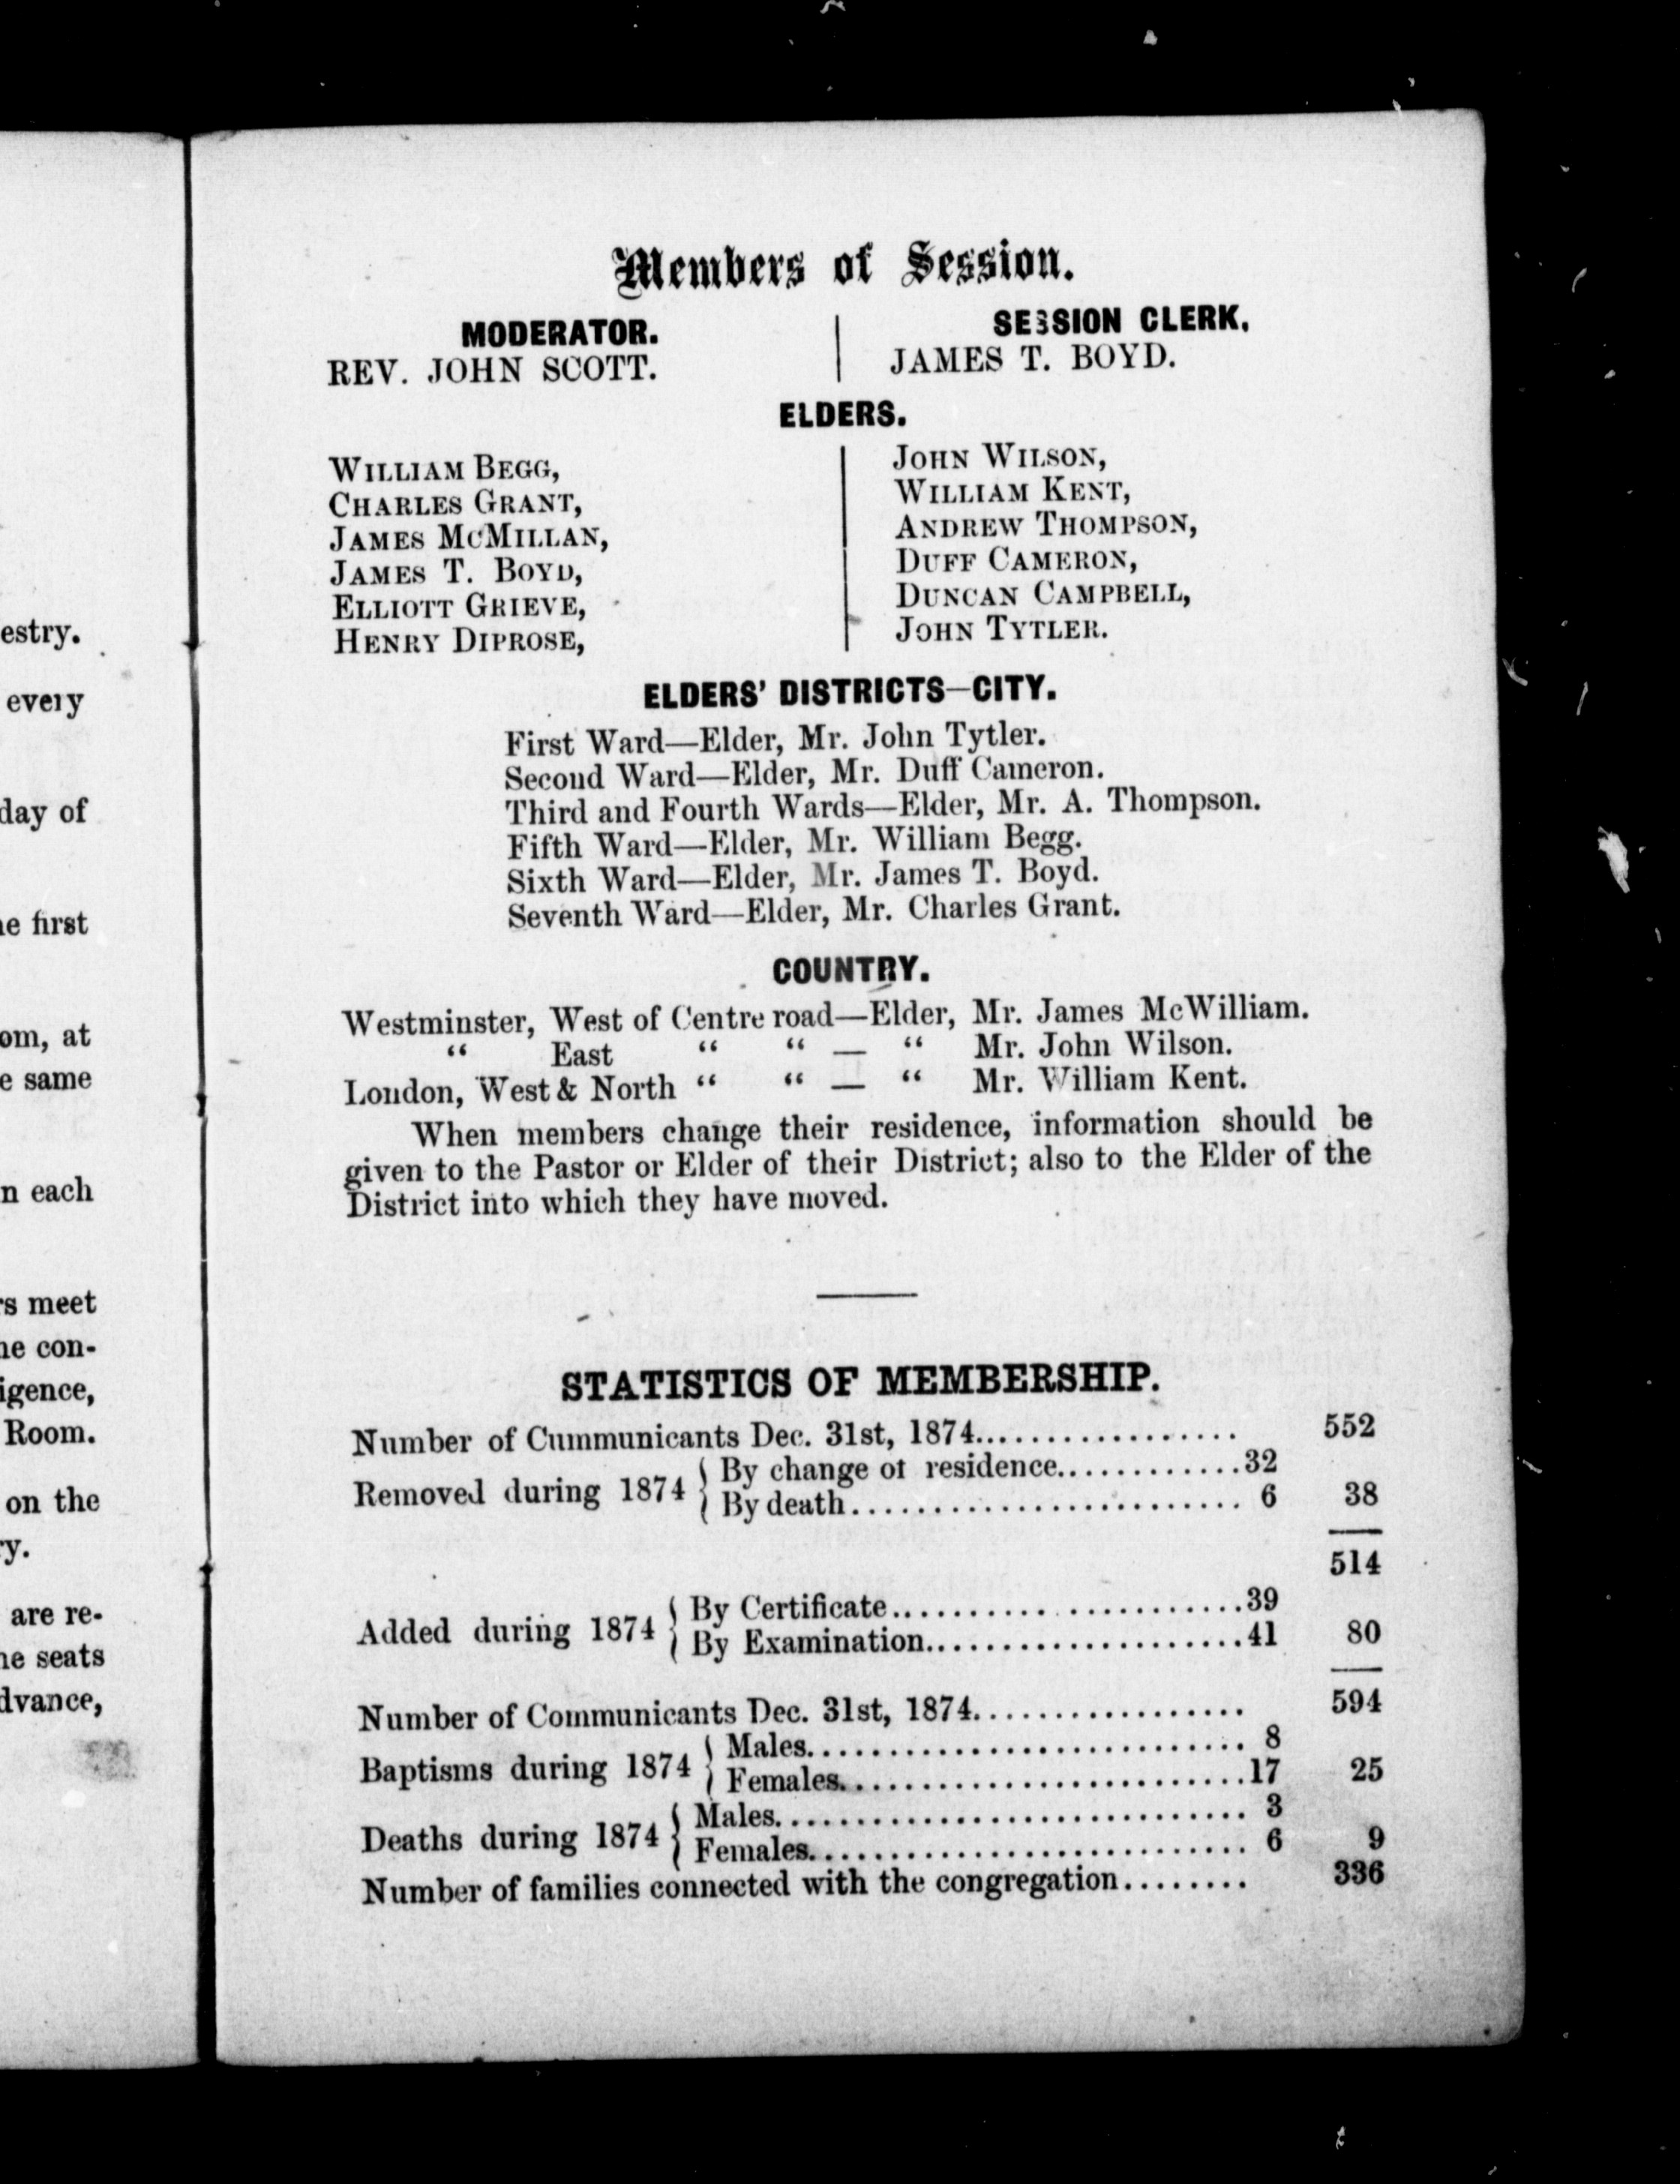 estry.
every
day of
first
om, at
same
each
meet
con-
igence,
Room.
on the
ry.
are re-
seats
dvance,
Members of Session.
MODERATOR.
REV. JOHN SCOTT.
SESSION CLERK.
JAMES T. BOYD.
ELDERS.
WILLIAM BEGG,
CHARLES GRANT,
JAMES McMILLAN,
JAMES T. BOYD,
ELLIOTT GRIEVE,
HENRY DIPROSE,
JOHN WILSON,
WILLIAM KENT,
ANDREW THOMPSON,
DUFF CAMERON,
DUNCAN CAMPBELL,
JOHN TYTLER.
ELDERS' DISTRICTS—CITY.
First Ward—Elder, Mr. John Tytler.
Second Ward—Elder, Mr. Duff Cameron.
Third and Fourth Wards—Elder, Mr. A. Thompson.
Fifth Ward—Elder, Mr. William Begg.
Sixth Ward—Elder, Mr. James T. Boyd.
Seventh Ward—Elder, Mr. Charles Grant.
COUNTRY.
Westminster, West of Centre road—Elder, Mr. James McWilliam.
“ East “ “ — “ Mr. John Wilson.
London, West & North “ “ — “ Mr. William Kent.
When members change their residence, information should be
given to the Pastor or Elder of their District; also to the Elder of the
District into which they have moved.
STATISTICS OF MEMBERSHIP.
Number of Cummunicants Dec. 31st, 1874................. 552
Removed during 1874 { By change of residence............32
By death......................... 6 38
514
Added during 1874 { By Certificate.......................39
By Examination....................41 80
Number of Communicants Dec. 31st, 1874................. 594
Baptisms during 1874 { Males............................ 8
Females..........................17 25
Deaths during 1874 { Males.............................. 3
Females............................ 6 9
Number of families connected with the congregation........ 336